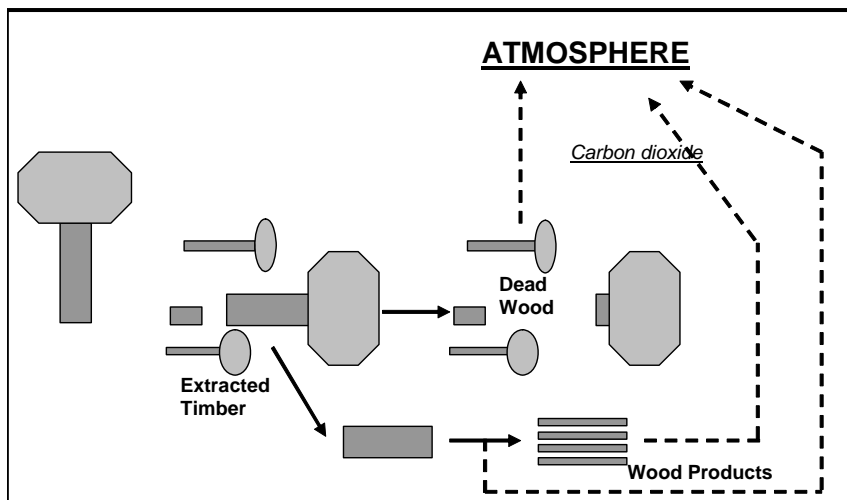 ATMOSPHERE
Carbon dioxide
Dead
Wood
Extracted
Timber
Wood Products